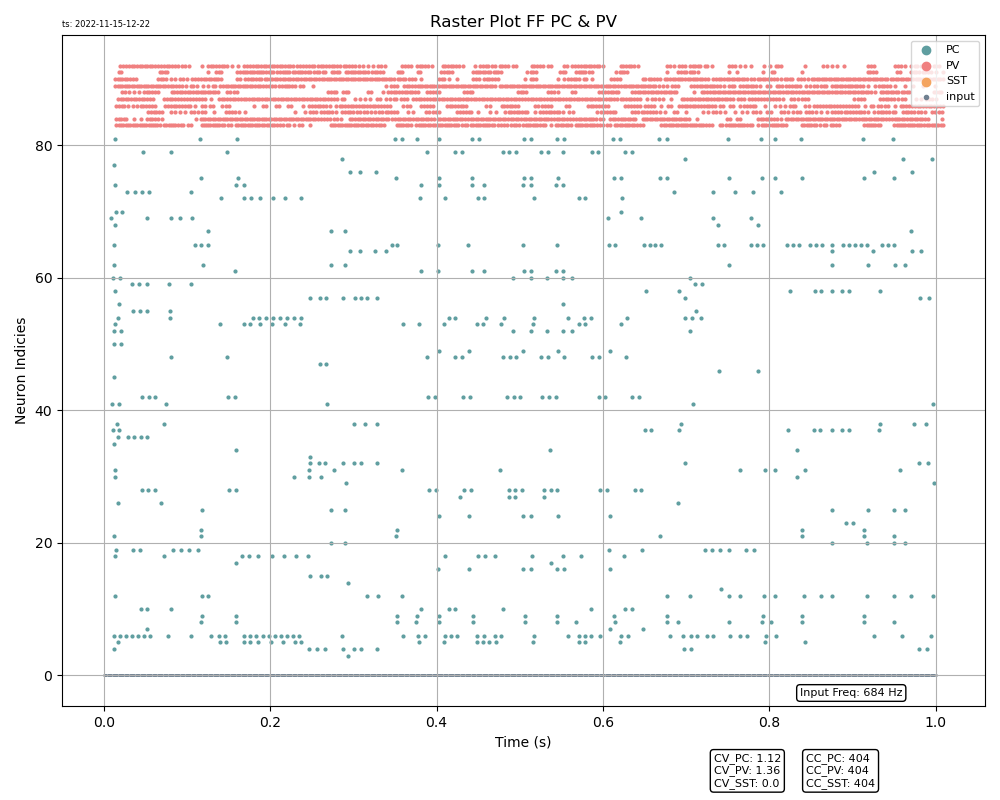 ts: 2022-11-15-12-22
Raster Plot FF PC & PV
PC
PV
SST
input
80
60
40
20
0
Neuron Indicies
Input Freq: 684 Hz
0.0 0.2 0.4 0.6 0.8 1.0
Time (s)
CV_PC: 1.12
CV_PV: 1.36
CV_SST: 0.0
CC_PC: 404
CC_PV: 404
CC_SST: 404